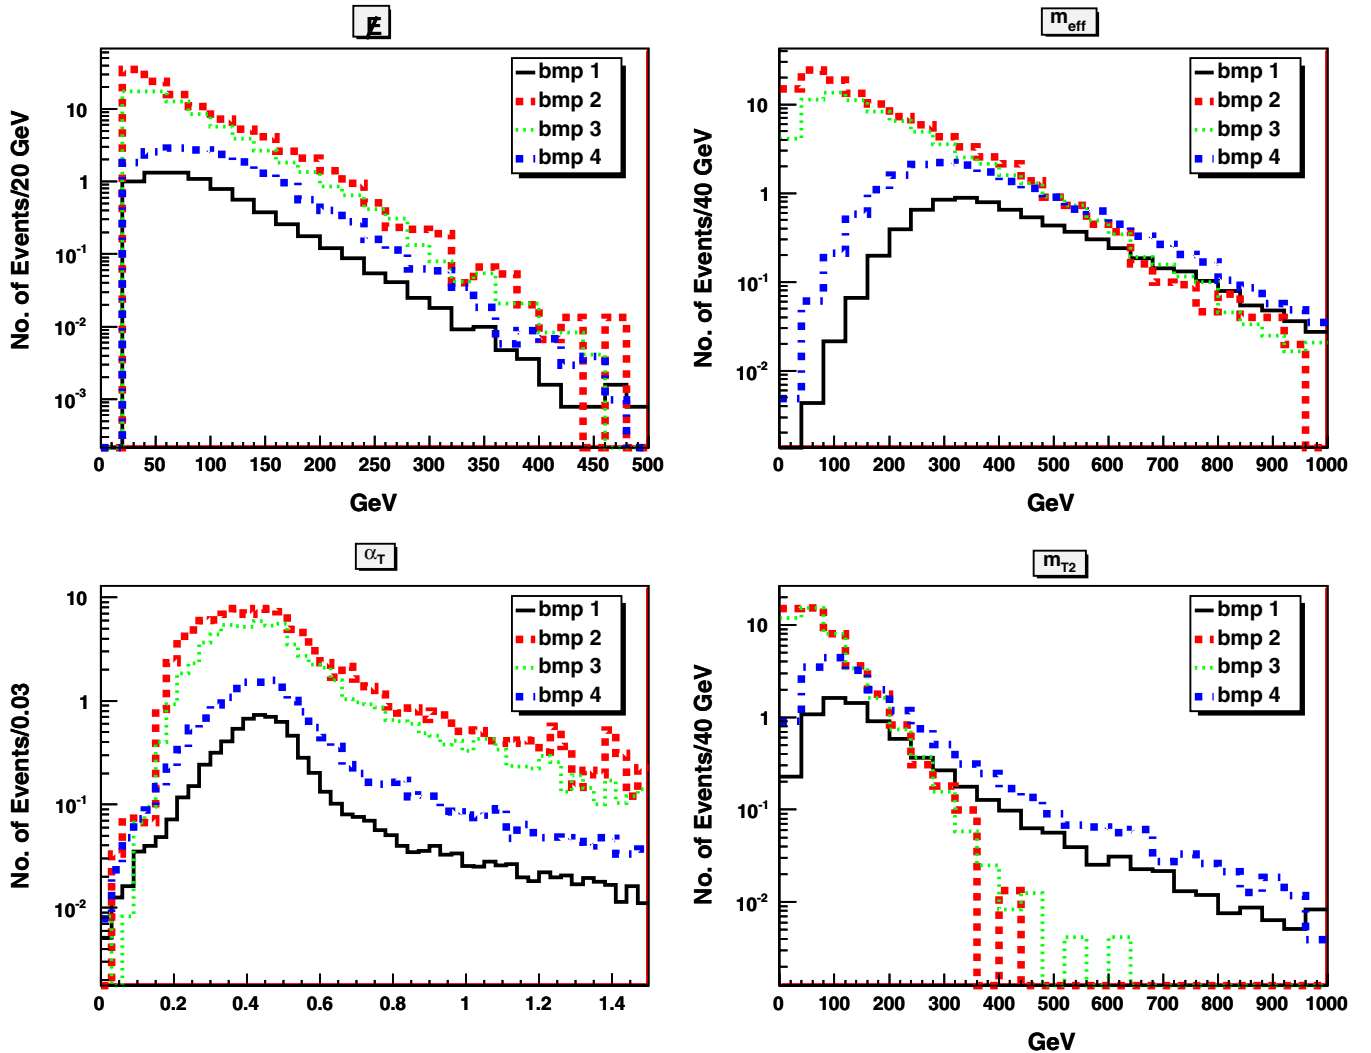 E̸
bmp 1
bmp 2
bmp 3
bmp 4
No. of Events/20 GeV
10
1
10⁻¹
10⁻²
10⁻³
0 50 100 150 200 250 300 350 400 450 500
GeV
m_eff
bmp 1
bmp 2
bmp 3
bmp 4
No. of Events/40 GeV
10
1
10⁻¹
10⁻²
0 100 200 300 400 500 600 700 800 900 1000
GeV
α_T
bmp 1
bmp 2
bmp 3
bmp 4
No. of Events/0.03
10
1
10⁻¹
10⁻²
0 0.2 0.4 0.6 0.8 1 1.2 1.4
m_T2
bmp 1
bmp 2
bmp 3
bmp 4
No. of Events/40 GeV
10
1
10⁻¹
10⁻²
0 100 200 300 400 500 600 700 800 900 1000
GeV